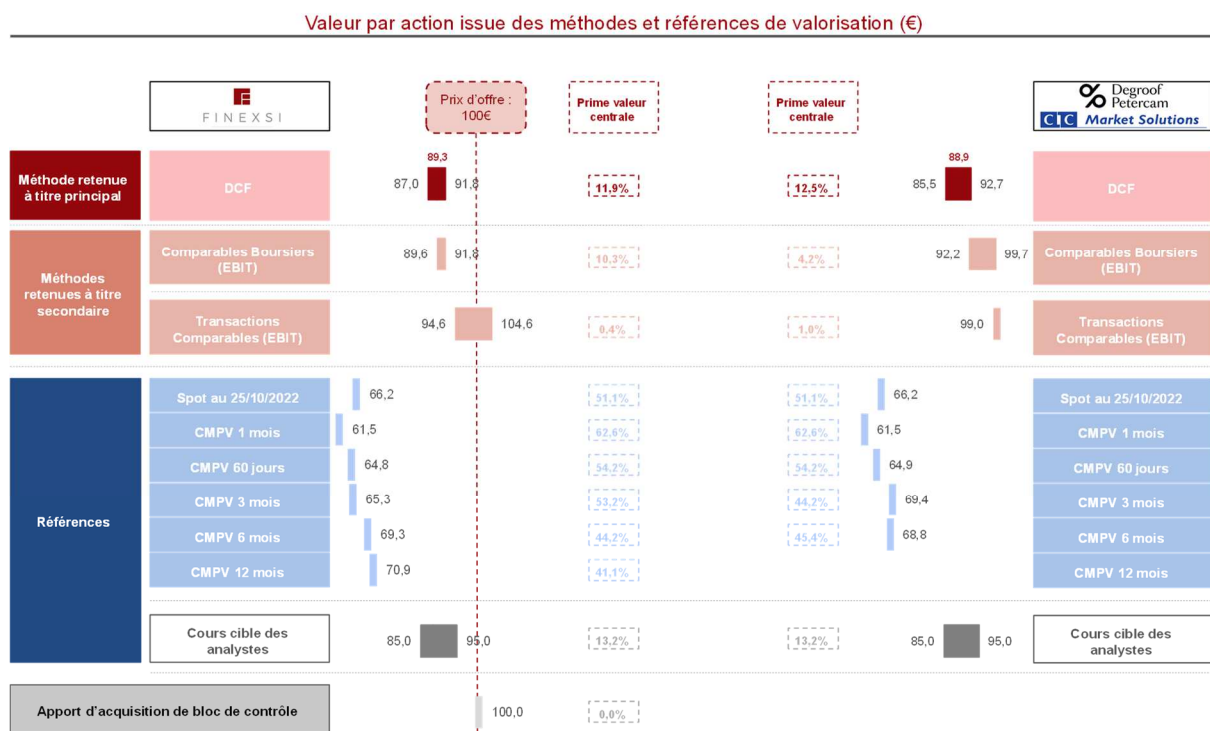 Valeur par action issue des méthodes et références de valorisation (€)
FINEXSI
Prix d'offre :
100€
Prime valeur
centrale
Prime valeur
centrale
Degroof
Petercam
CIC Market Solutions
Méthode retenue
à titre principal
DCF
87,0
89,3
91,8
11,9%
12,5%
85,5
88,9
92,7
DCF
Méthodes
retenues à titre
secondaire
Comparables Boursiers
(EBIT)
89,6
91,8
10,3%
4,2%
92,2
99,7
Comparables Boursiers
(EBIT)
Transactions
Comparables (EBIT)
94,6
104,6
0,4%
1,0%
99,0
Transactions
Comparables (EBIT)
Références
Spot au 25/10/2022
66,2
51,1%
51,1%
66,2
Spot au 25/10/2022
CMPV 1 mois
61,5
62,6%
62,6%
61,5
CMPV 1 mois
CMPV 60 jours
64,8
54,2%
54,2%
64,9
CMPV 60 jours
CMPV 3 mois
65,3
53,2%
44,2%
69,4
CMPV 3 mois
CMPV 6 mois
69,3
44,2%
45,4%
68,8
CMPV 6 mois
CMPV 12 mois
70,9
41,1%
CMPV 12 mois
Cours cible des
analystes
85,0
95,0
13,2%
13,2%
85,0
95,0
Cours cible des
analystes
Apport d'acquisition de bloc de contrôle
100,0
0,0%